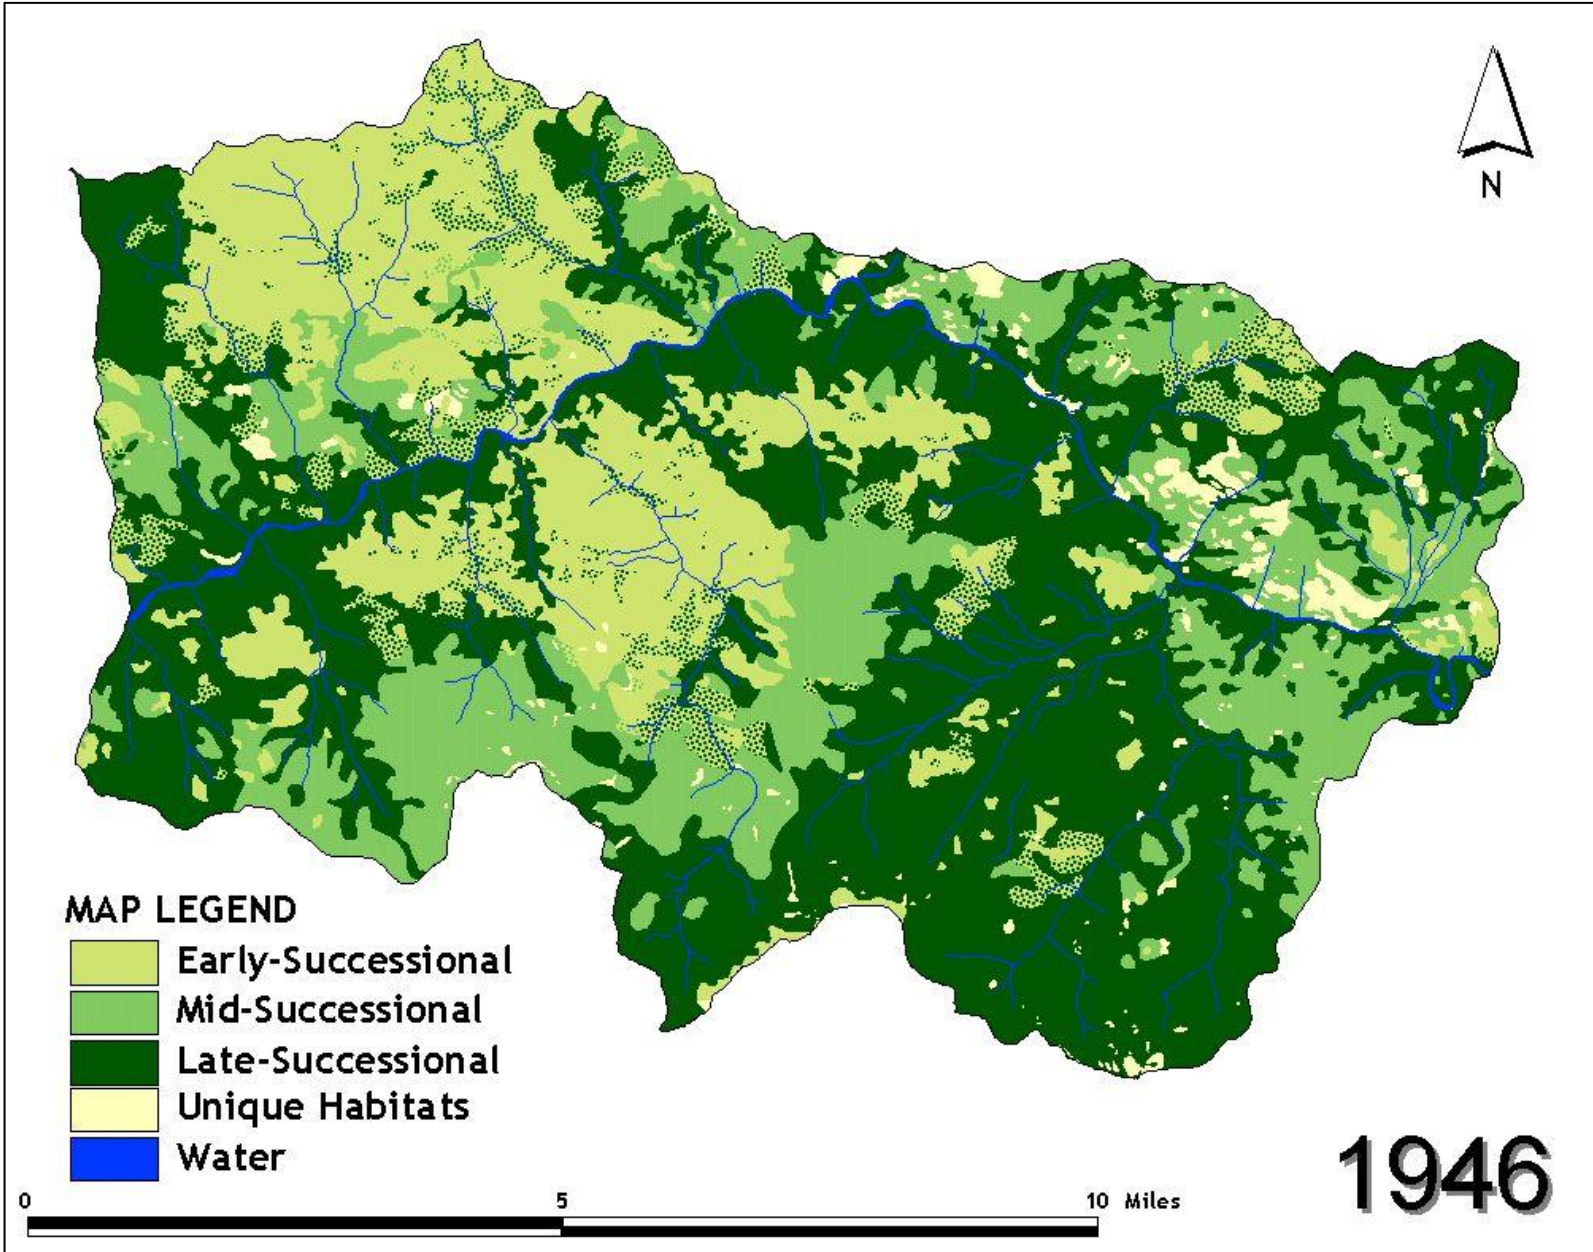 N
MAP LEGEND
Early-Successional
Mid-Successional
Late-Successional
Unique Habitats
Water
0 5 10 Miles
1946